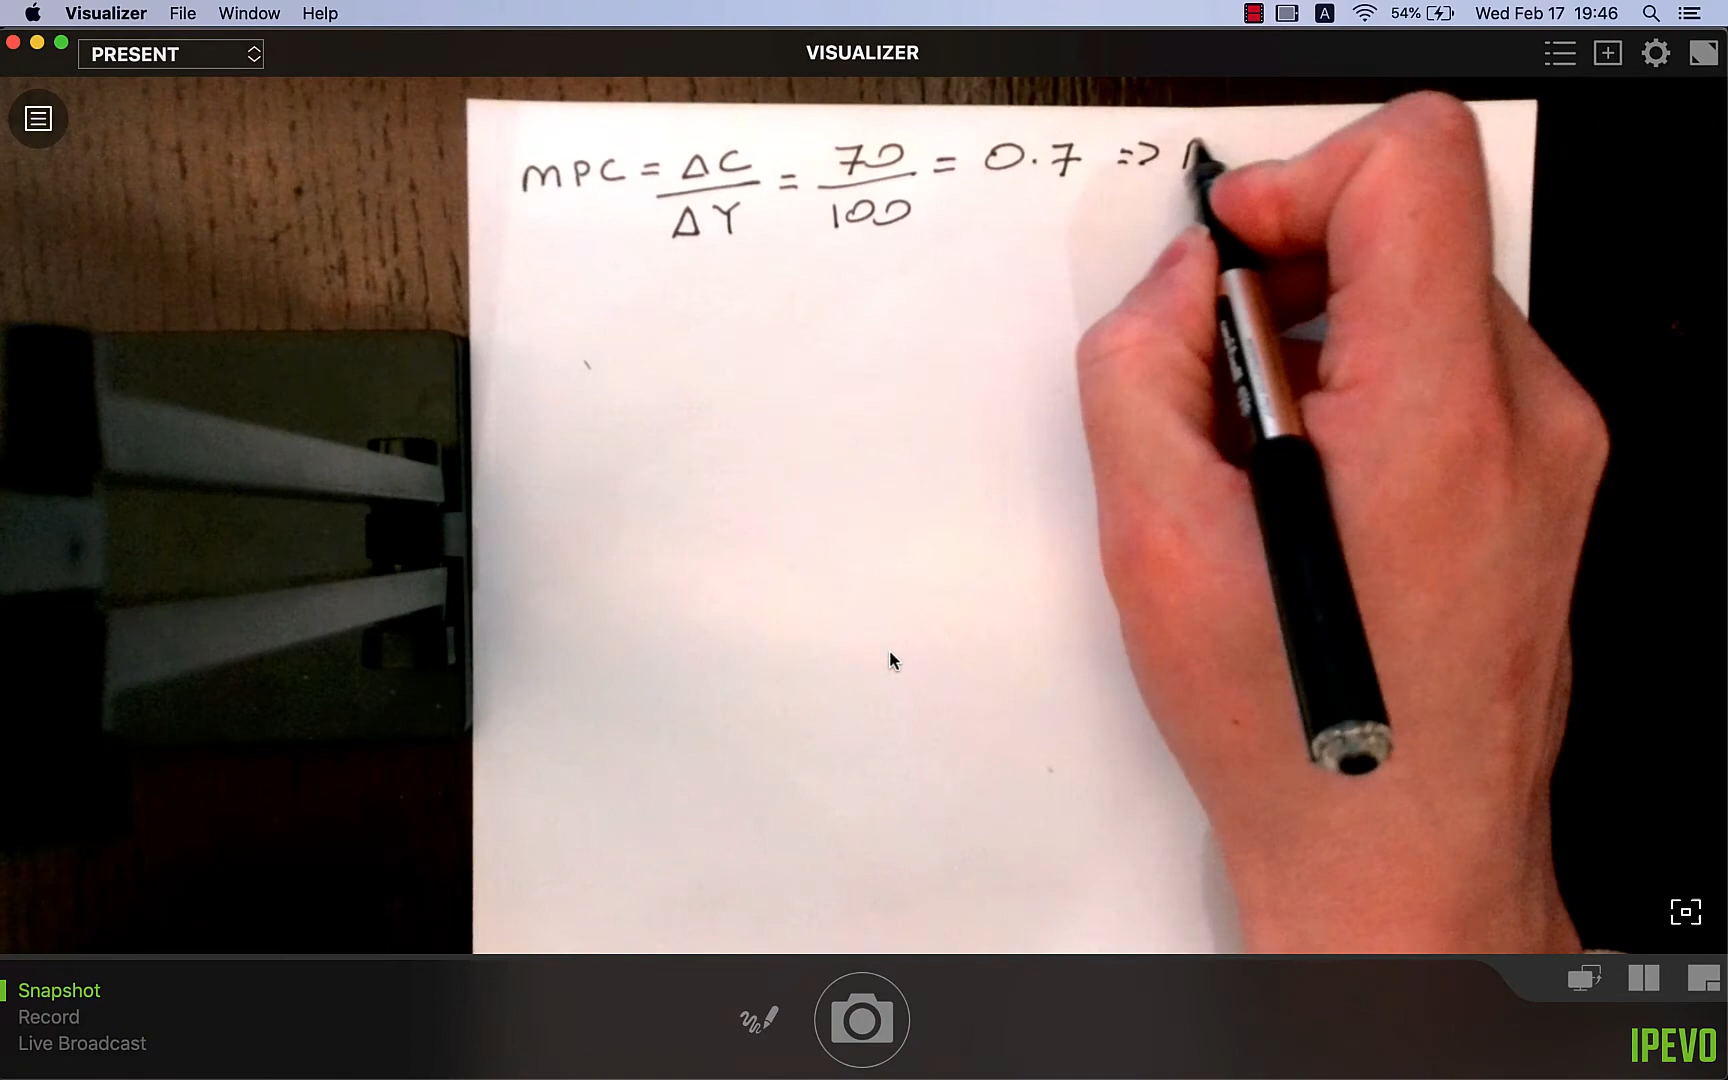 Visualizer File Window Help A 54% Wed Feb 17 19:46
PRESENT VISUALIZER
MPC = ΔC / ΔY = 70 / 100 = 0.7 =>
Snapshot
Record
Live Broadcast
IPEVO